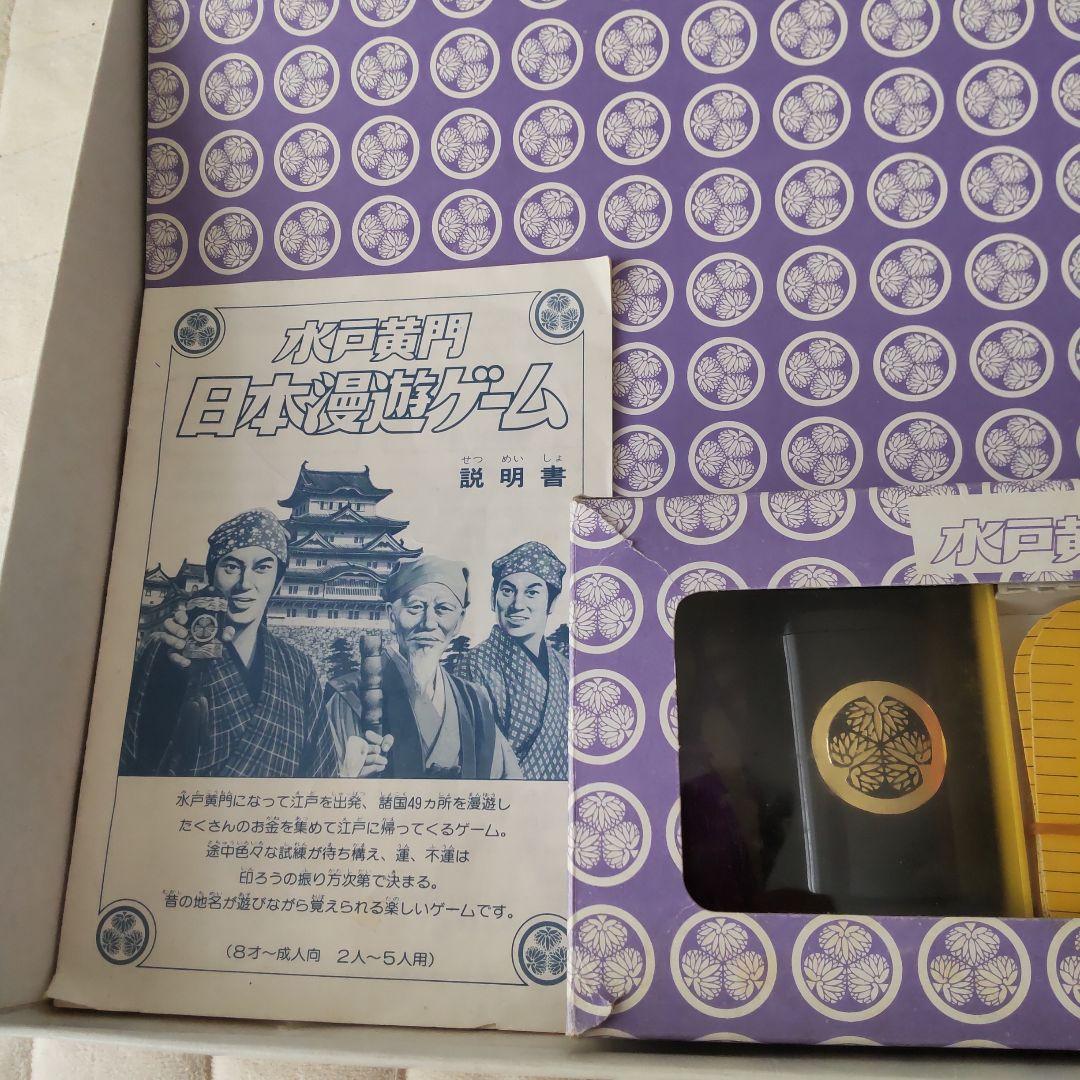 水戸黄門
日本漫遊ゲーム
せつ めい しょ
説明書
水戸黄門になって江戸を出発、諸国49ヵ所を漫遊し
たくさんのお金を集めて江戸に帰ってくるゲーム。
途中色々な試練が待ち構え、運、不運は
印ろうの振り方次第で決まる。
昔の地名が遊びながら覚えられる楽しいゲームです。
(8才〜成人向 2人〜5人用)
水戸黄